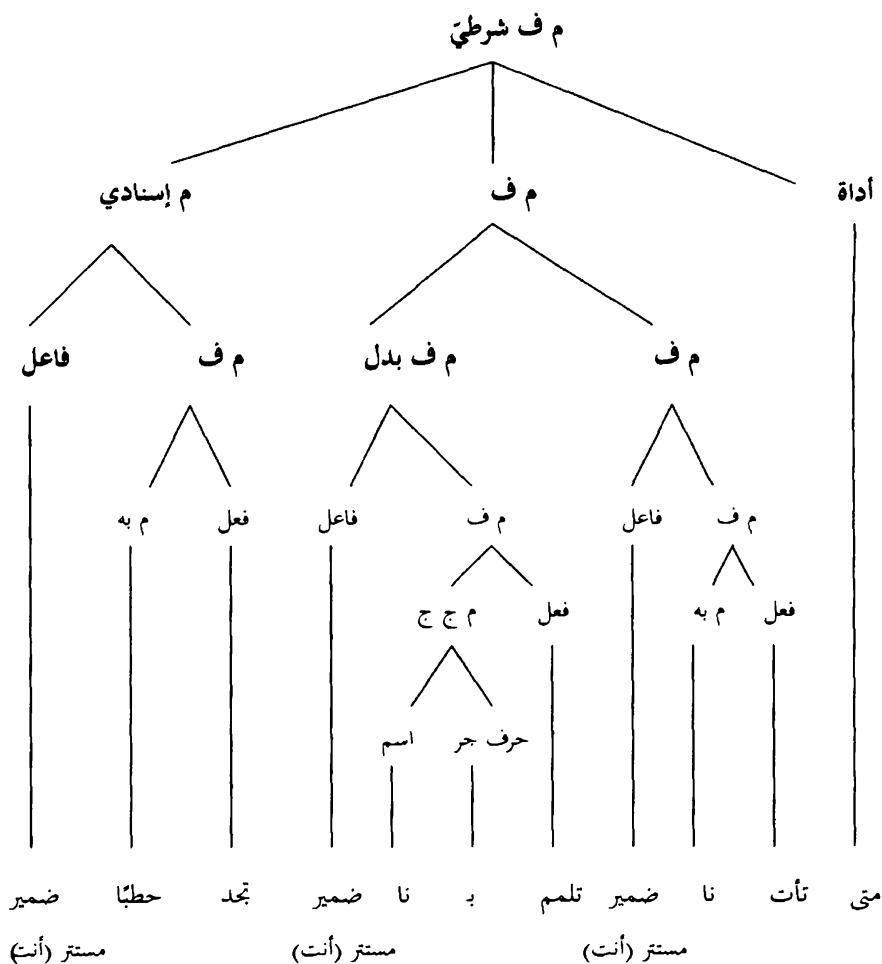 م ف شرطيّ
أداة م ف م إسنادي
م ف م ف بدل م ف فاعل
م ف فاعل م ف فاعل فعل م به
فعل م به فعل م ج ج
حرف جر اسم
متى تأت نا ضمير تلمم بـ نا ضمير تجد حطبًا ضمير
مستتر (أنت) مستتر (أنت) مستتر (أنت)